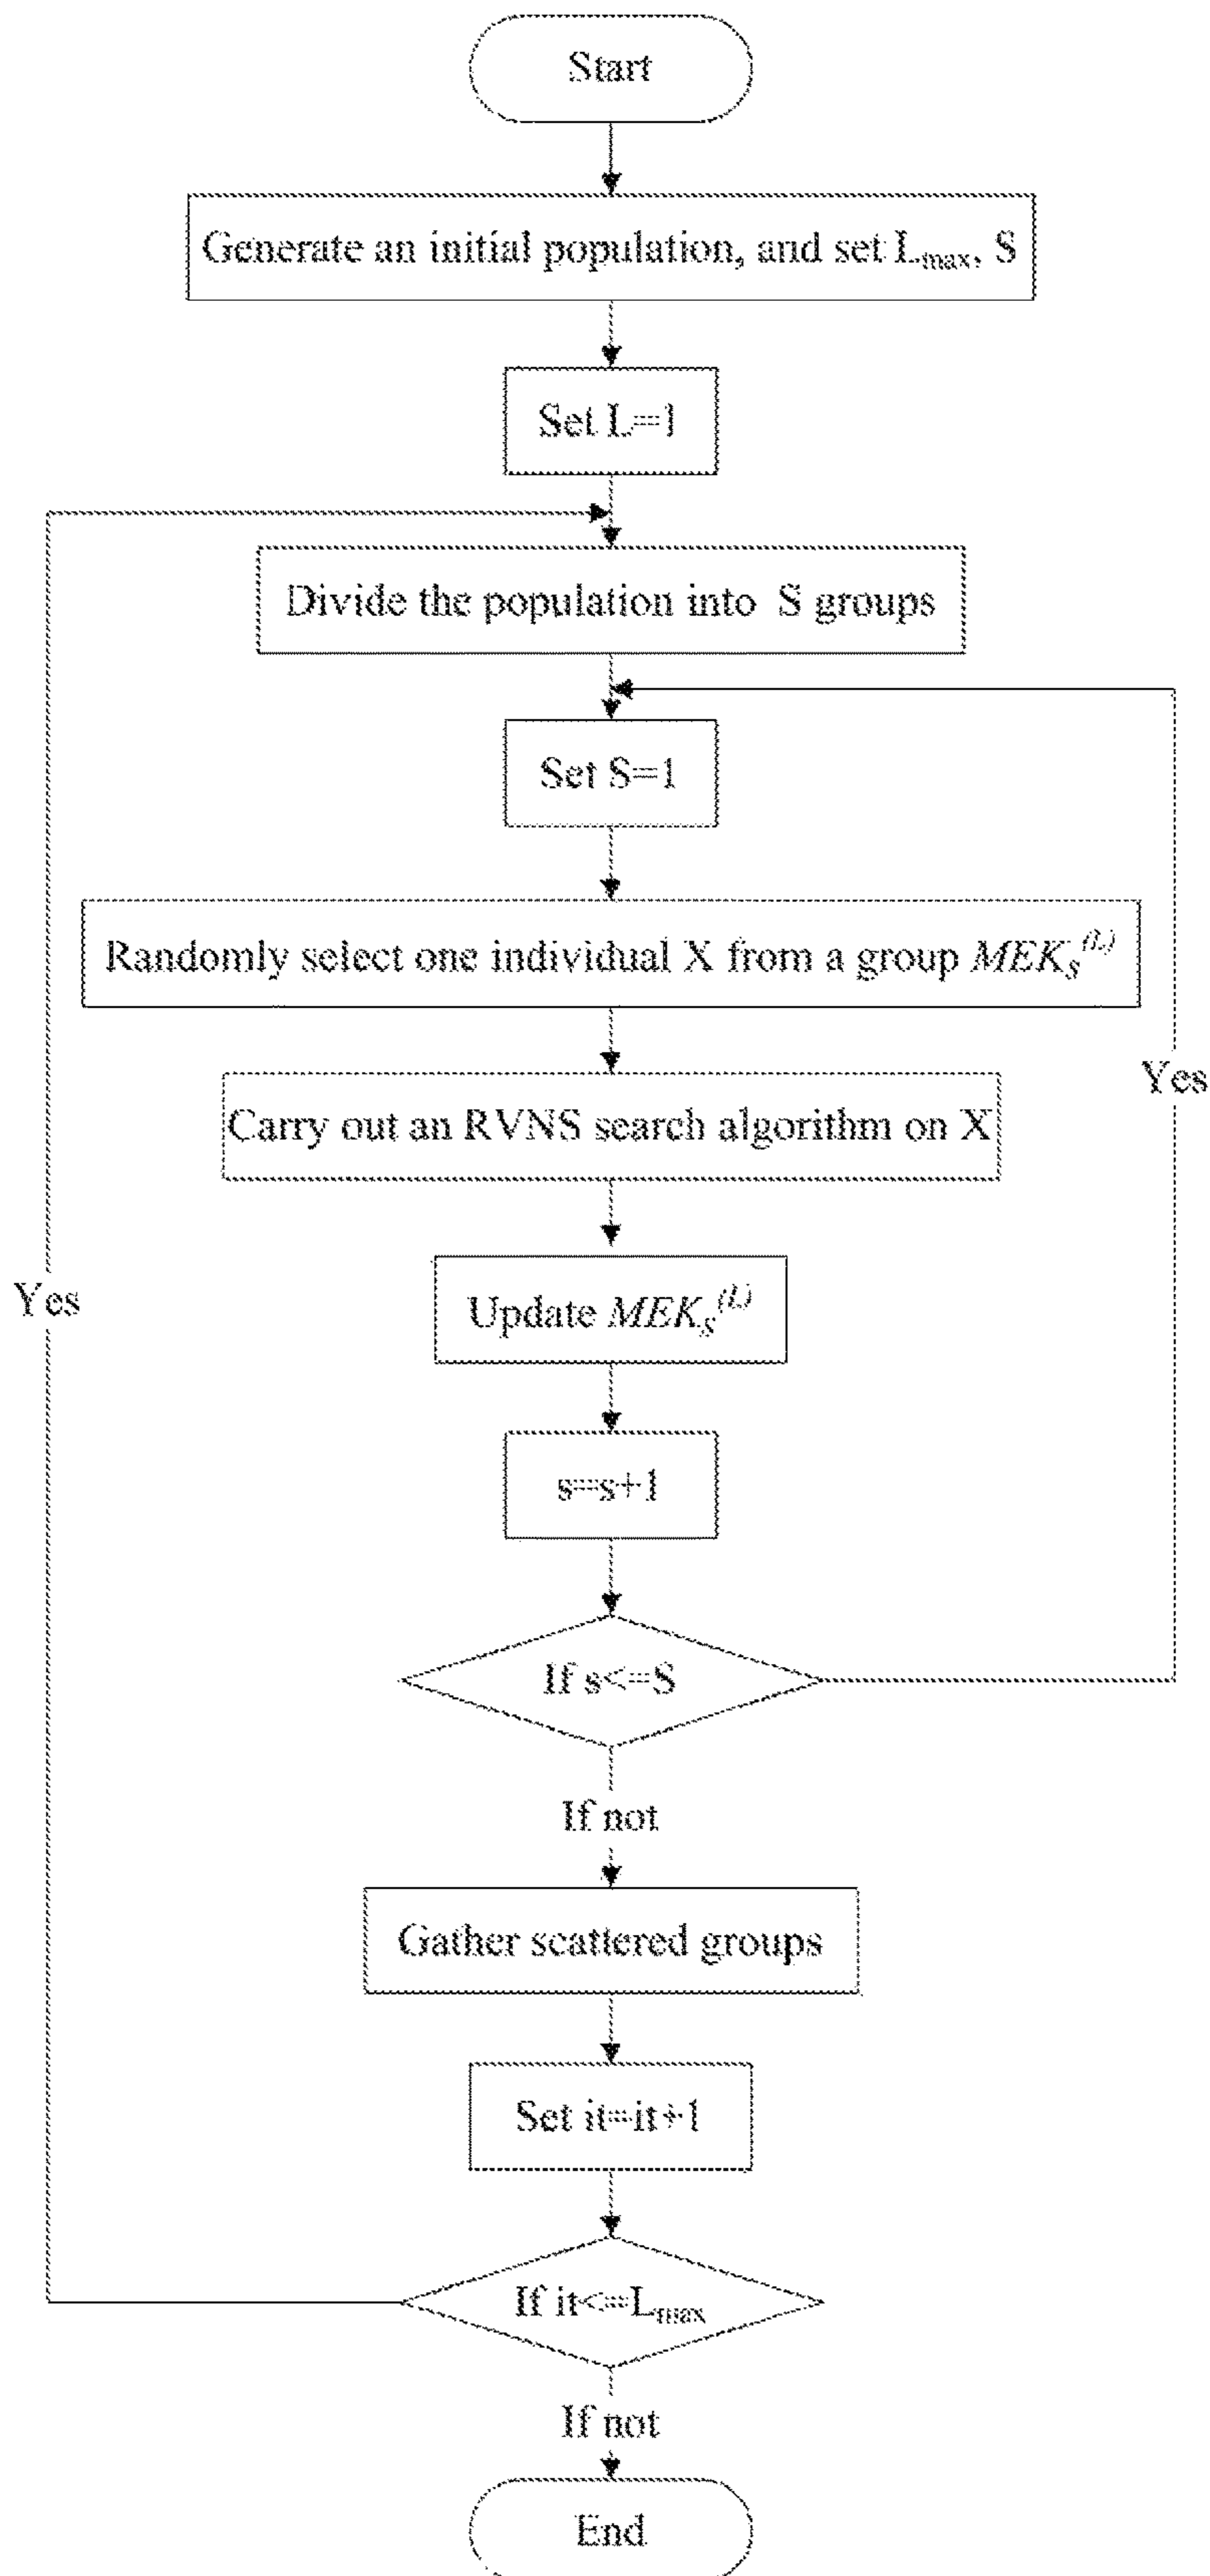 Start
Generate an initial population, and set Lmax, S
Set L=1
Divide the population into S groups
Set S=1
Randomly select one individual X from a group MEKs(L)
Yes
Carry out an RVNS search algorithm on X
Yes
Update MEKs(L)
s=s+1
If s<=S
If not
Gather scattered groups
Set it=it+1
If it<=Lmax
If not
End